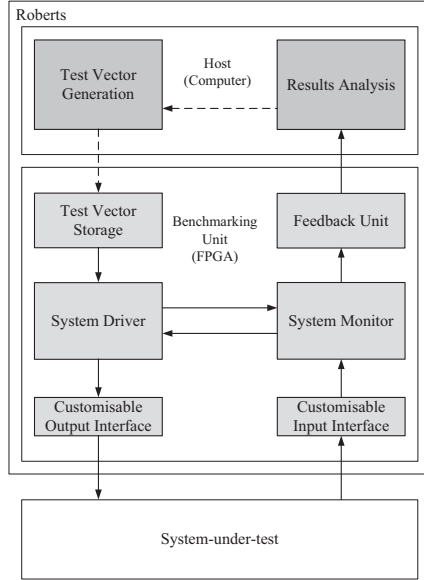 Roberts
Test Vector
Generation
Host
(Computer)
Results Analysis
Test Vector
Storage
Benchmarking
Unit
(FPGA)
Feedback Unit
System Driver
System Monitor
Customisable
Output Interface
Customisable
Input Interface
System-under-test